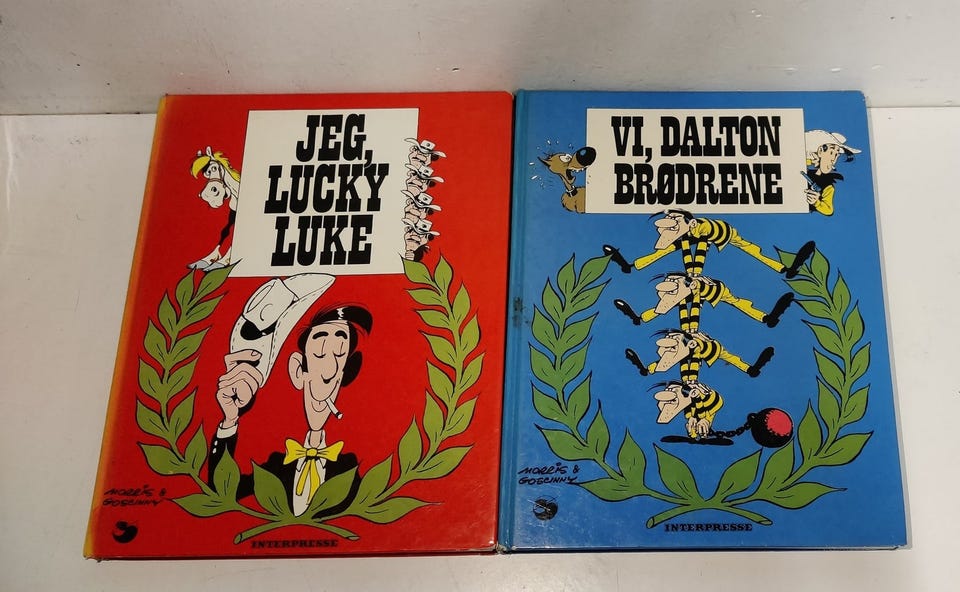 JEG,
LUCKY
LUKE
MORRIS &
GOSCINNY
INTERPRESSE
VI, DALTON
BRØDRENE
MORRIS &
GOSCINNY
INTERPRESSE